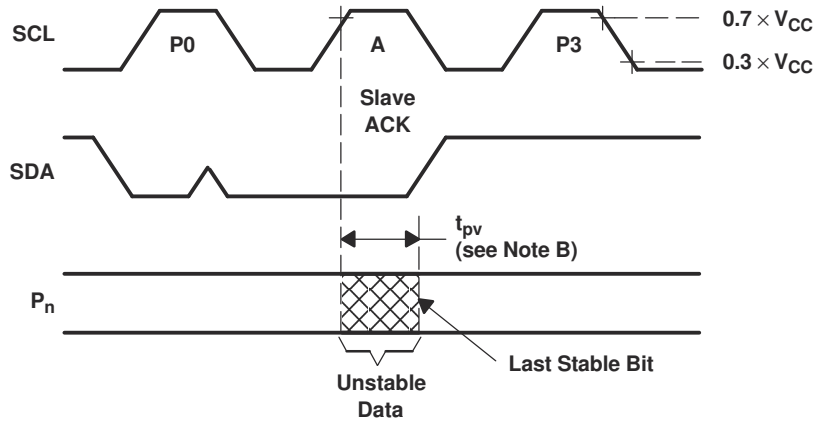 SCL
P0
A
P3
0.7 × VCC
0.3 × VCC
Slave
ACK
SDA
tpv
(see Note B)
Pn
Last Stable Bit
Unstable
Data